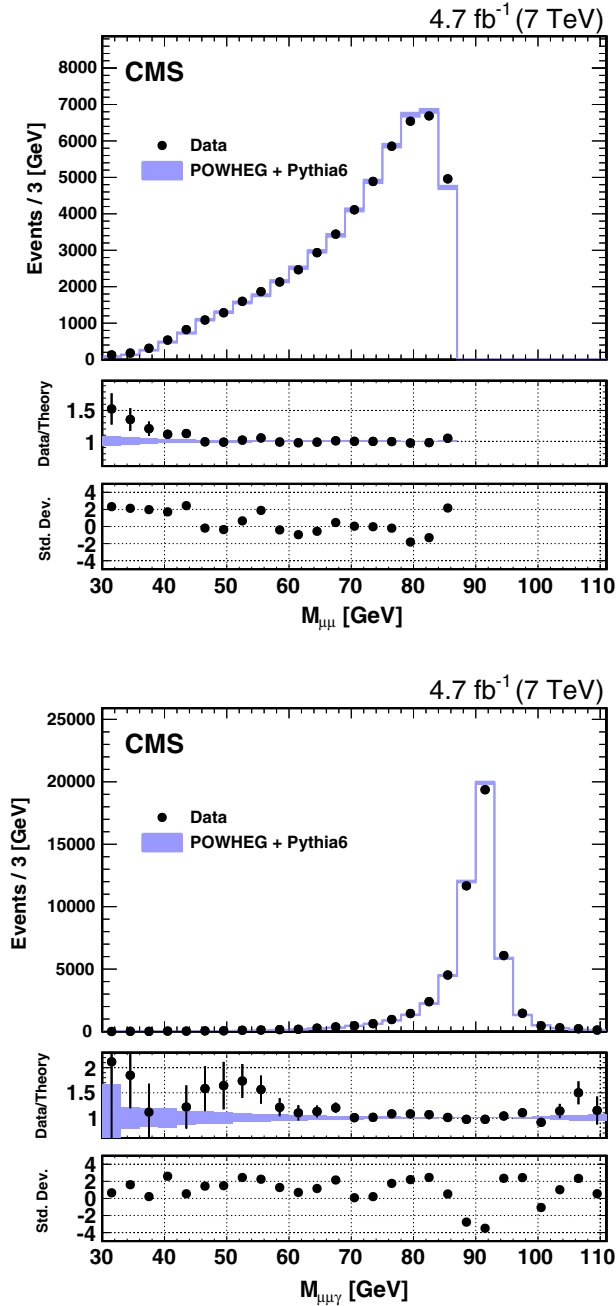 4.7 fb⁻¹ (7 TeV)
CMS
Data
POWHEG + Pythia6
Events / 3 [GeV]
8000
7000
6000
5000
4000
3000
2000
1000
0
Data/Theory
1.5
1
Std. Dev.
4
2
0
-2
-4
30 40 50 60 70 80 90 100 110
M_μμ [GeV]
4.7 fb⁻¹ (7 TeV)
CMS
Data
POWHEG + Pythia6
Events / 3 [GeV]
25000
20000
15000
10000
5000
0
Data/Theory
2
1.5
1
Std. Dev.
4
2
0
-2
-4
30 40 50 60 70 80 90 100 110
M_μμγ [GeV]